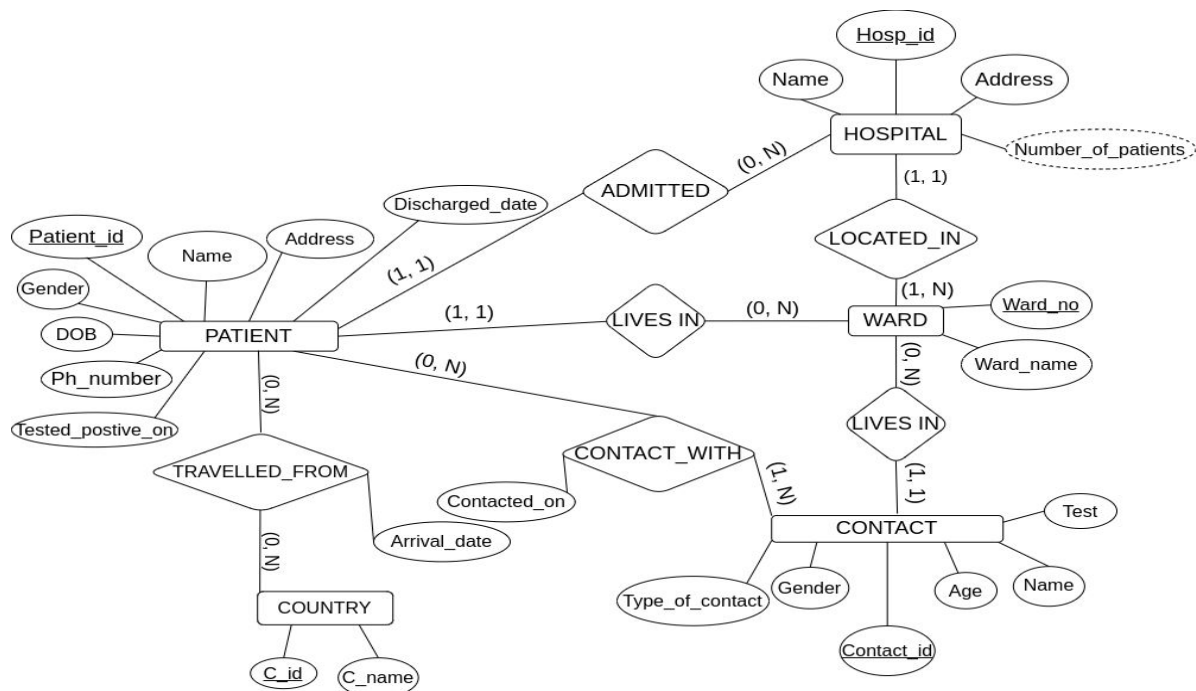 Hosp_id
Name
Address
HOSPITAL
Number_of_patients
(0, N)
ADMITTED
(1, 1)
Discharged_date
LOCATED_IN
Patient_id
Name
Address
(1, 1)
Gender
(1, N)
Ward_no
DOB
PATIENT
(1, 1)
LIVES IN
(0, N)
WARD
Ward_name
Ph_number
(0, N)
(0, N)
(0, N)
Tested_postive_on
LIVES IN
TRAVELLED_FROM
CONTACT_WITH
Contacted_on
(1, N)
(1, 1)
Test
CONTACT
Arrival_date
(0, N)
Type_of_contact
Gender
Age
Name
COUNTRY
Contact_id
C_id
C_name